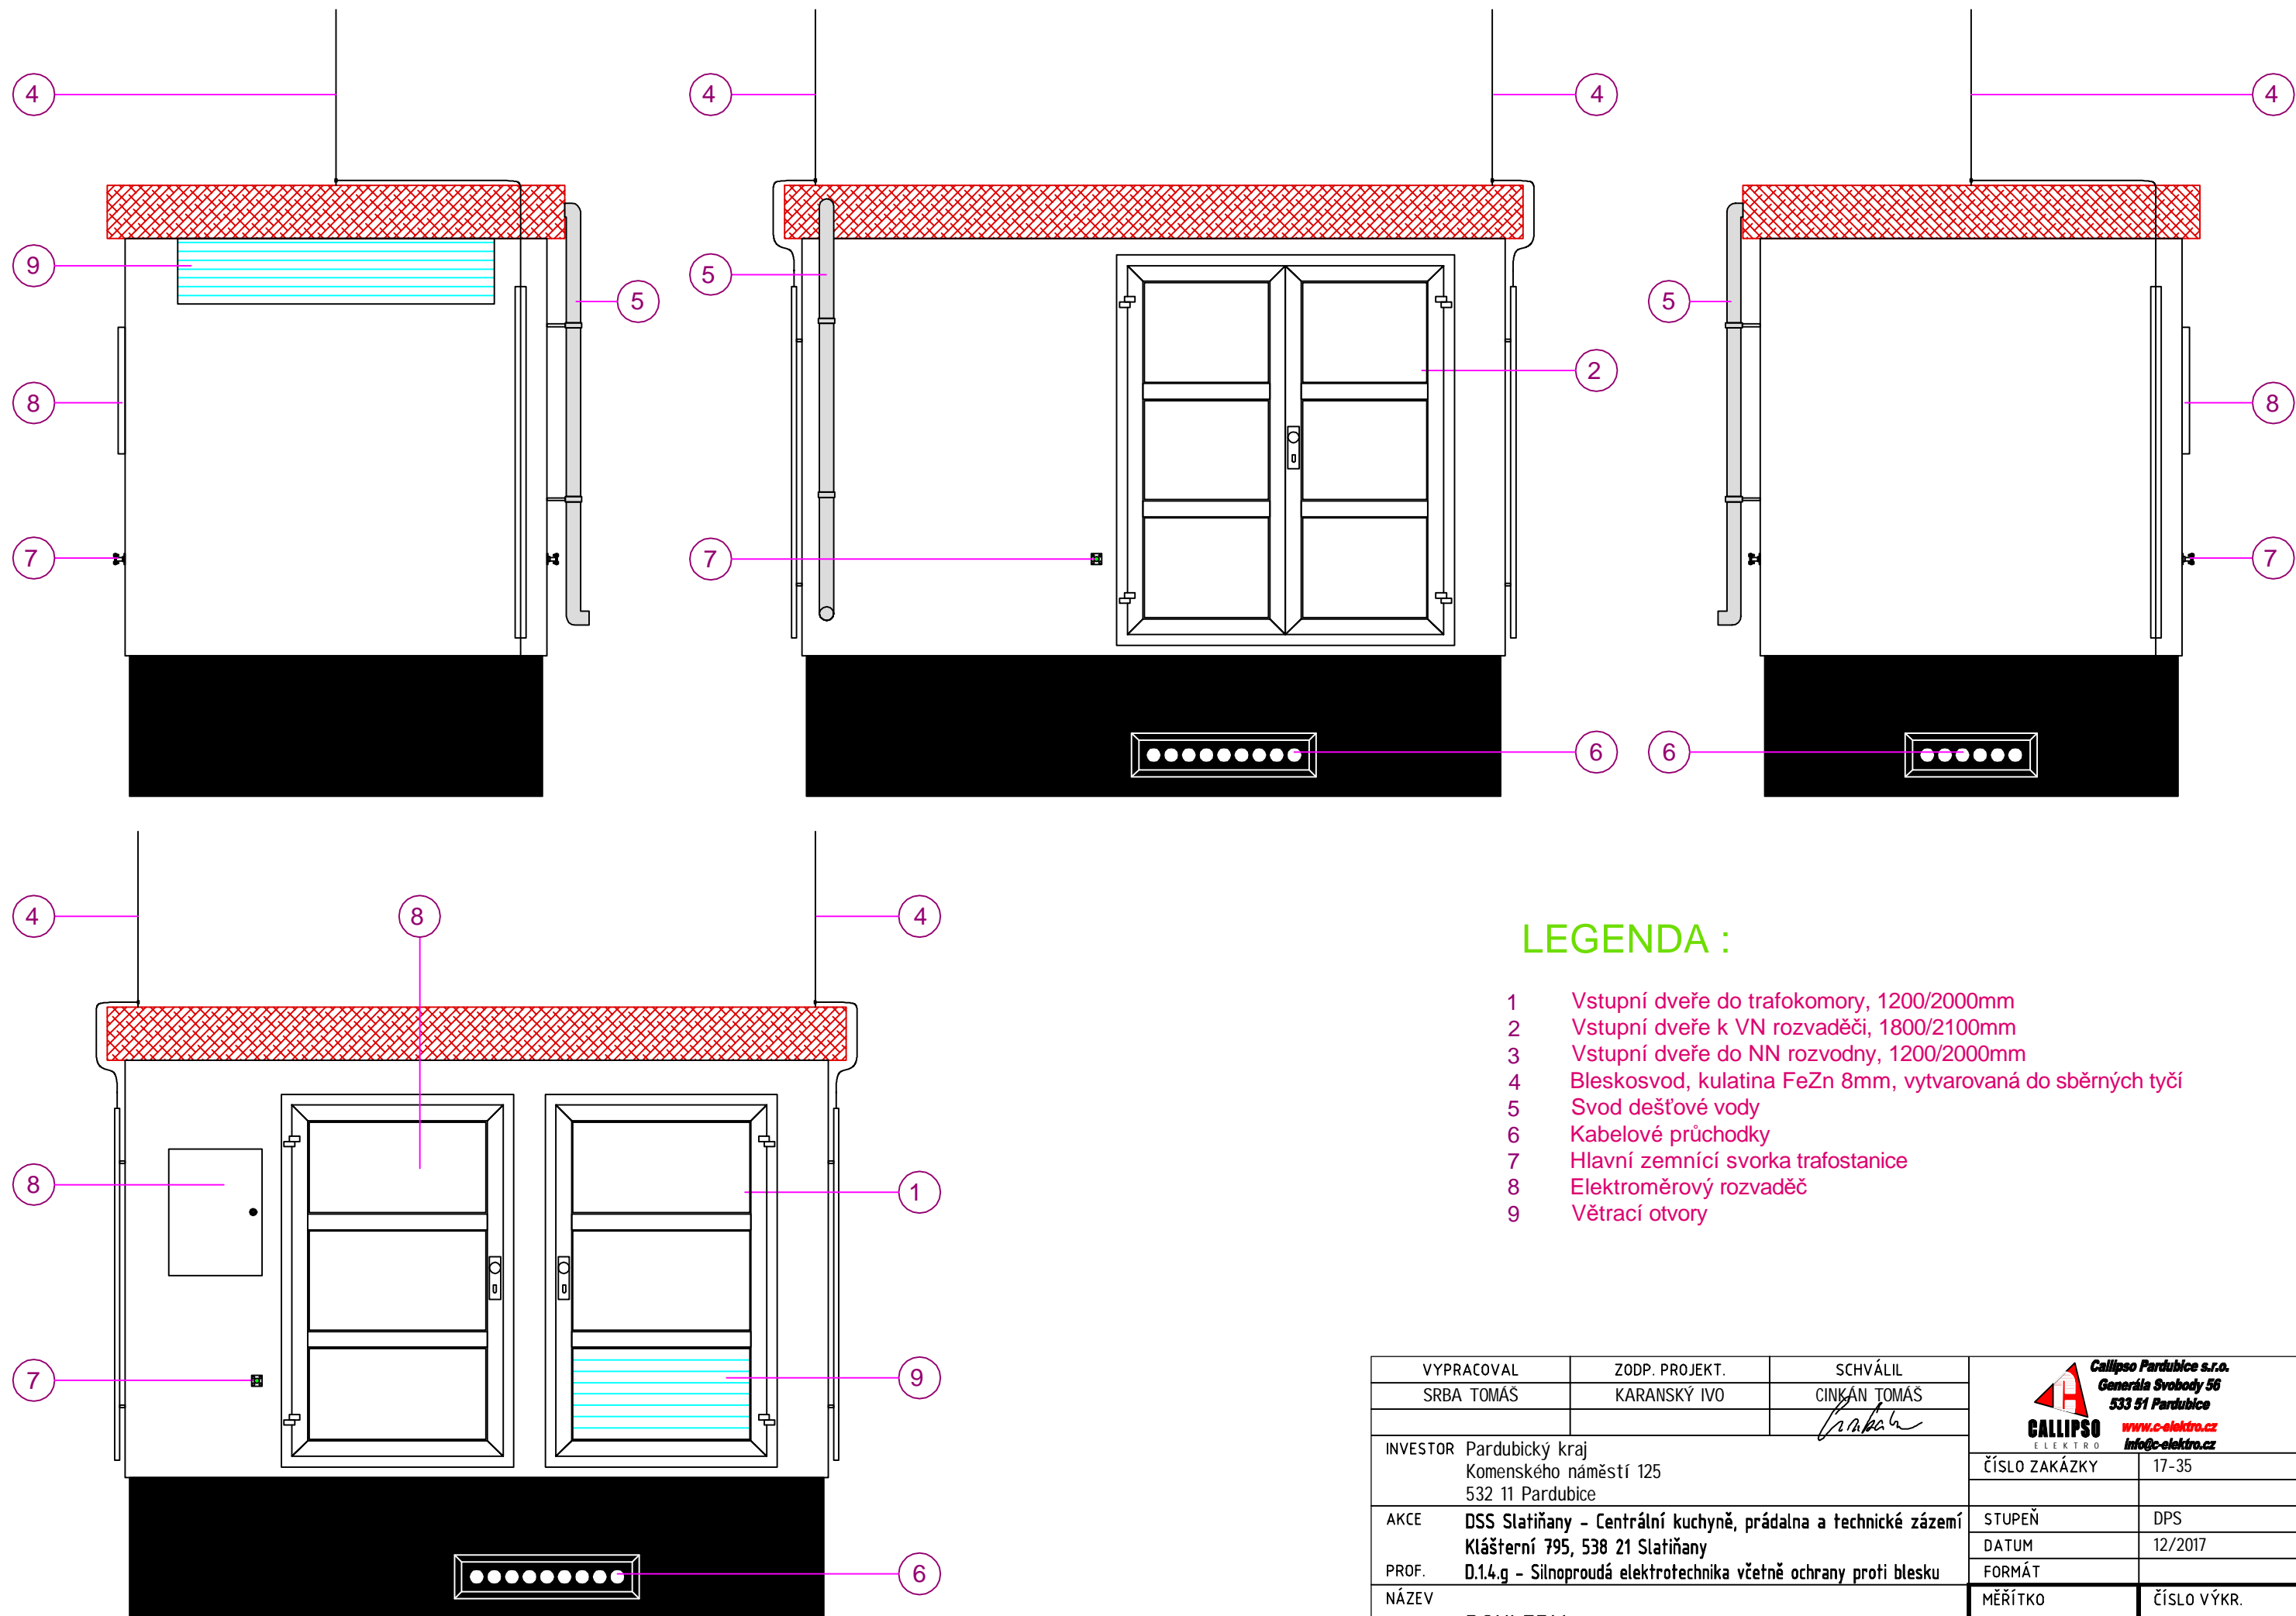 4
4
4
4
9
5
5
5
8
2
8
7
7
7
6
6
4
8
4
8
1
7
9
6
LEGENDA :
1 Vstupní dveře do trafokomory, 1200/2000mm
2 Vstupní dveře k VN rozvaděči, 1800/2100mm
3 Vstupní dveře do NN rozvodny, 1200/2000mm
4 Bleskosvod, kulatina FeZn 8mm, vytvarovaná do sběrných tyčí
5 Svod dešťové vody
6 Kabelové průchodky
7 Hlavní zemnící svorka trafostanice
8 Elektroměrový rozvaděč
9 Větrací otvory
VYPRACOVAL ZODP. PROJEKT. SCHVÁLIL
SRBA TOMÁŠ KARANSKÝ IVO CINKÁN TOMÁŠ
Callipso Pardubice s.r.o.
Generála Svobody 56
533 51 Pardubice
www.c-elektro.cz
info@c-elektro.cz
CALLIPSO
ELEKTRO
INVESTOR Pardubický kraj
Komenského náměstí 125
532 11 Pardubice
ČÍSLO ZAKÁZKY 17-35
AKCE DSS Slatiňany - Centrální kuchyně, prádalna a technické zázemí
Klášterní 795, 538 21 Slatiňany
PROF. D.1.4.g - Silnoproudá elektrotechnika včetně ochrany proti blesku
STUPEŇ DPS
DATUM 12/2017
FORMÁT
NÁZEV
MĚŘÍTKO ČÍSLO VÝKR.